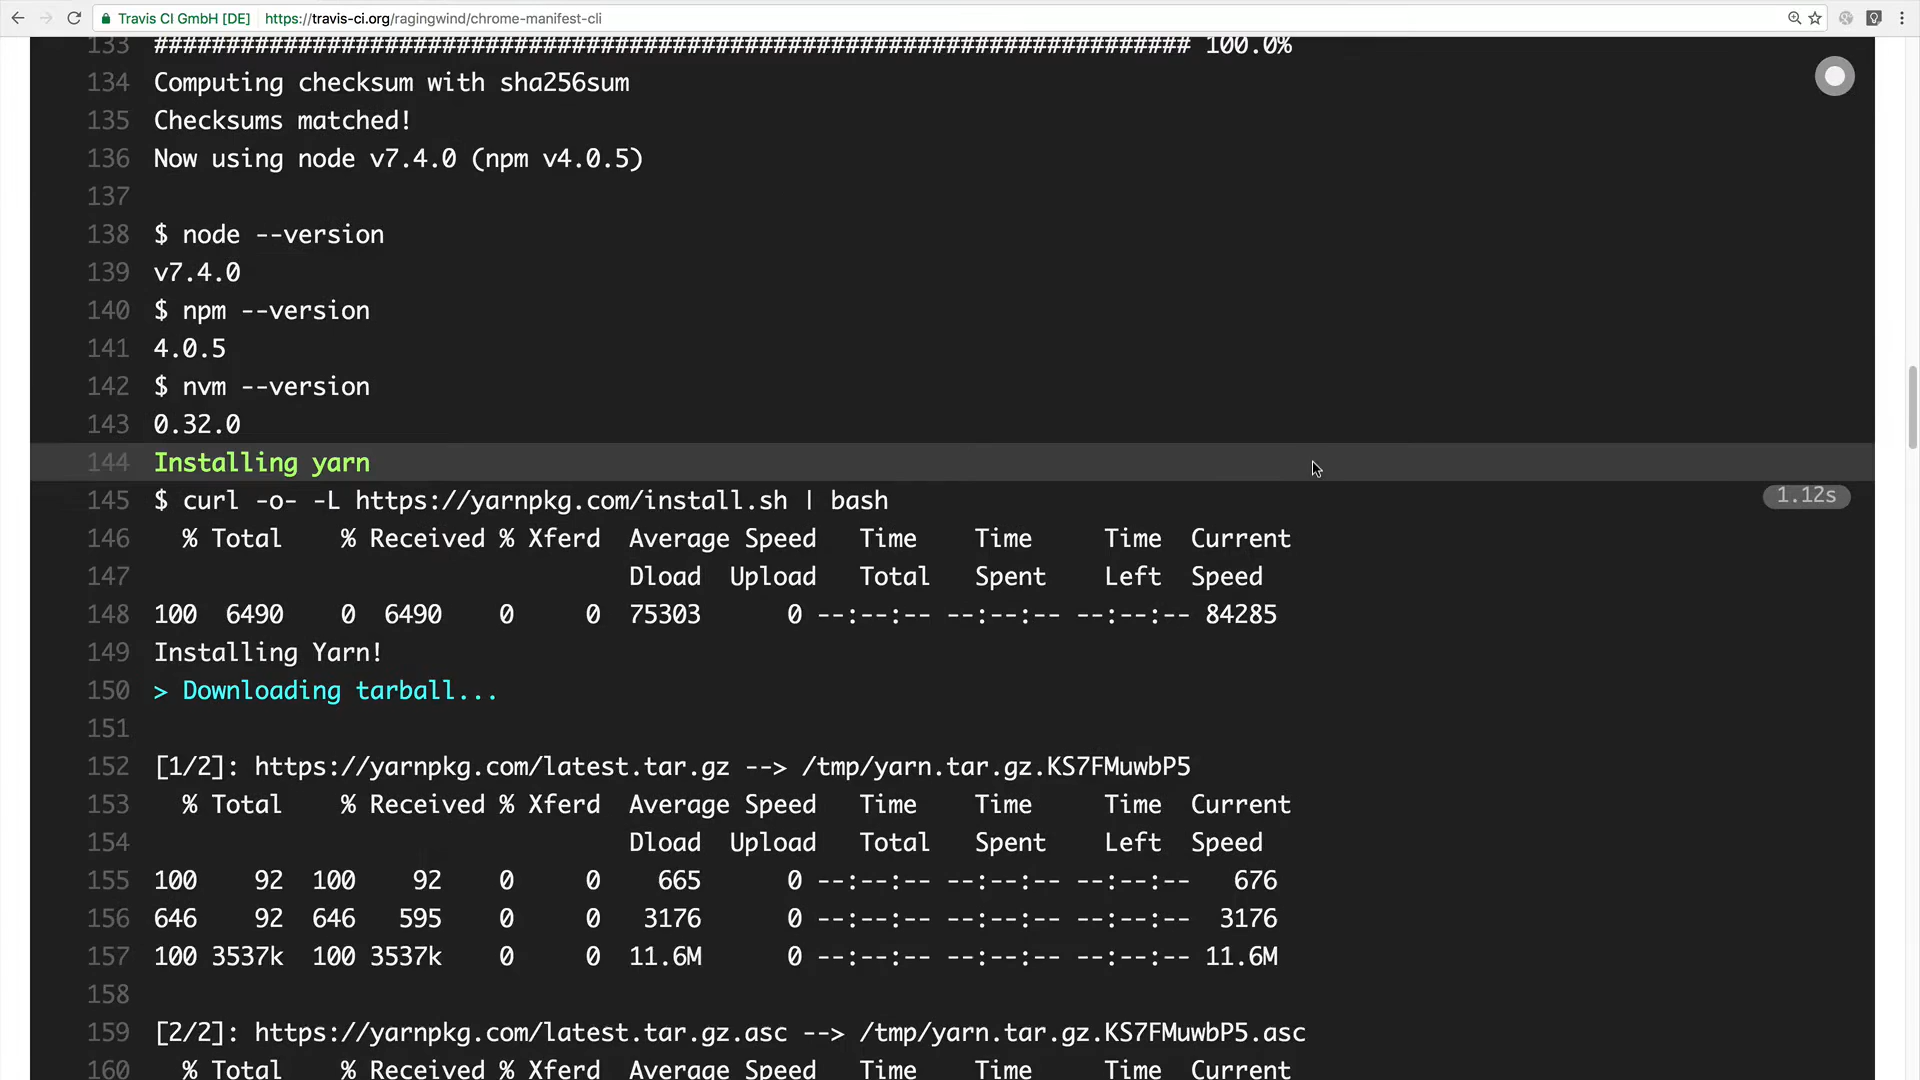 Travis CI GmbH [DE] https://travis-ci.org/ragingwind/chrome-manifest-cli
133 ######################################################################## 100.0%
134 Computing checksum with sha256sum
135 Checksums matched!
136 Now using node v7.4.0 (npm v4.0.5)
137
138 $ node --version
139 v7.4.0
140 $ npm --version
141 4.0.5
142 $ nvm --version
143 0.32.0
144 Installing yarn
145 $ curl -o- -L https://yarnpkg.com/install.sh | bash 1.12s
146   % Total    % Received % Xferd  Average Speed   Time    Time     Time  Current
147                                  Dload  Upload   Total   Spent    Left  Speed
148 100  6490    0  6490    0     0  75303      0 --:--:-- --:--:-- --:--:-- 84285
149 Installing Yarn!
150 > Downloading tarball...
151
152 [1/2]: https://yarnpkg.com/latest.tar.gz --> /tmp/yarn.tar.gz.KS7FMuwbP5
153   % Total    % Received % Xferd  Average Speed   Time    Time     Time  Current
154                                  Dload  Upload   Total   Spent    Left  Speed
155 100    92  100    92    0     0    665      0 --:--:-- --:--:-- --:--:--   676
156 646    92  646   595    0     0   3176      0 --:--:-- --:--:-- --:--:--  3176
157 100 3537k  100 3537k    0     0  11.6M      0 --:--:-- --:--:-- --:--:-- 11.6M
158
159 [2/2]: https://yarnpkg.com/latest.tar.gz.asc --> /tmp/yarn.tar.gz.KS7FMuwbP5.asc
160   % Total    % Received % Xferd  Average Speed   Time    Time     Time  Current